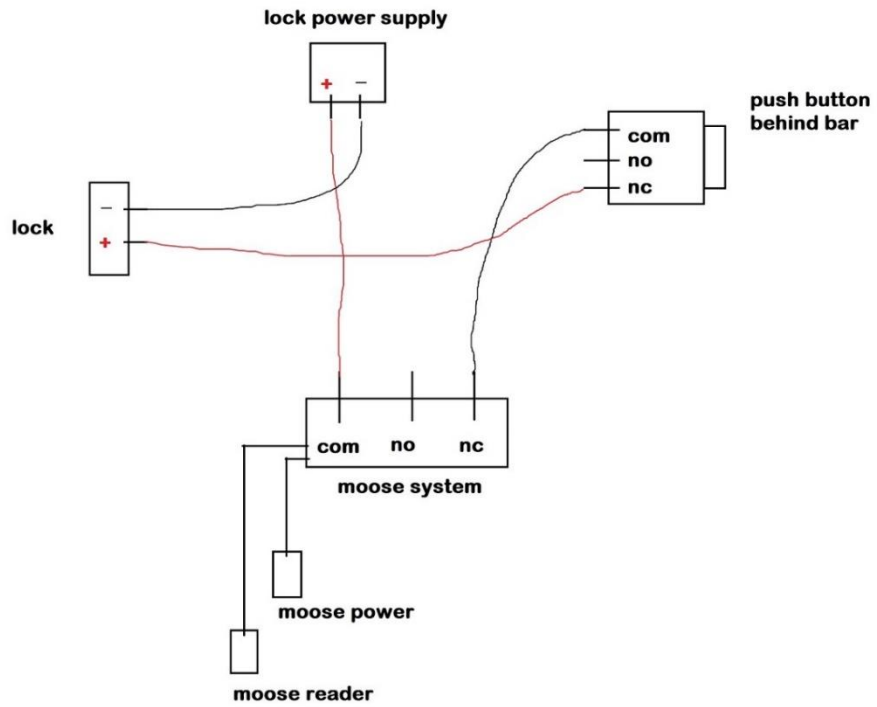 lock power supply
+ –
push button
behind bar
com
no
nc
lock
–
+
com no nc
moose system
moose power
moose reader